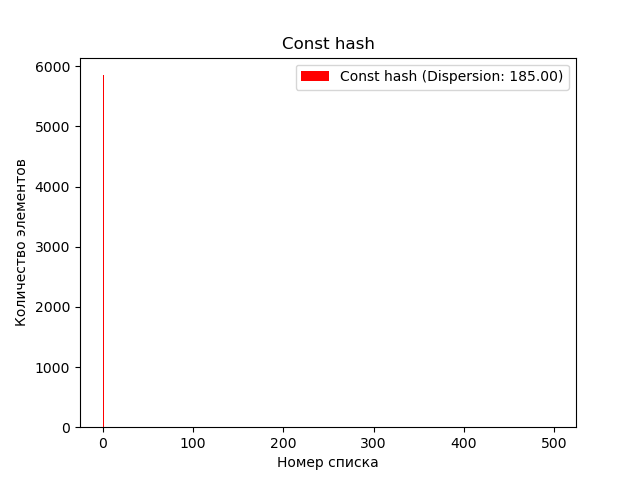 Const hash
Const hash (Dispersion: 185.00)
6000
5000
4000
3000
2000
1000
0
Количество элементов
0 100 200 300 400 500
Номер списка